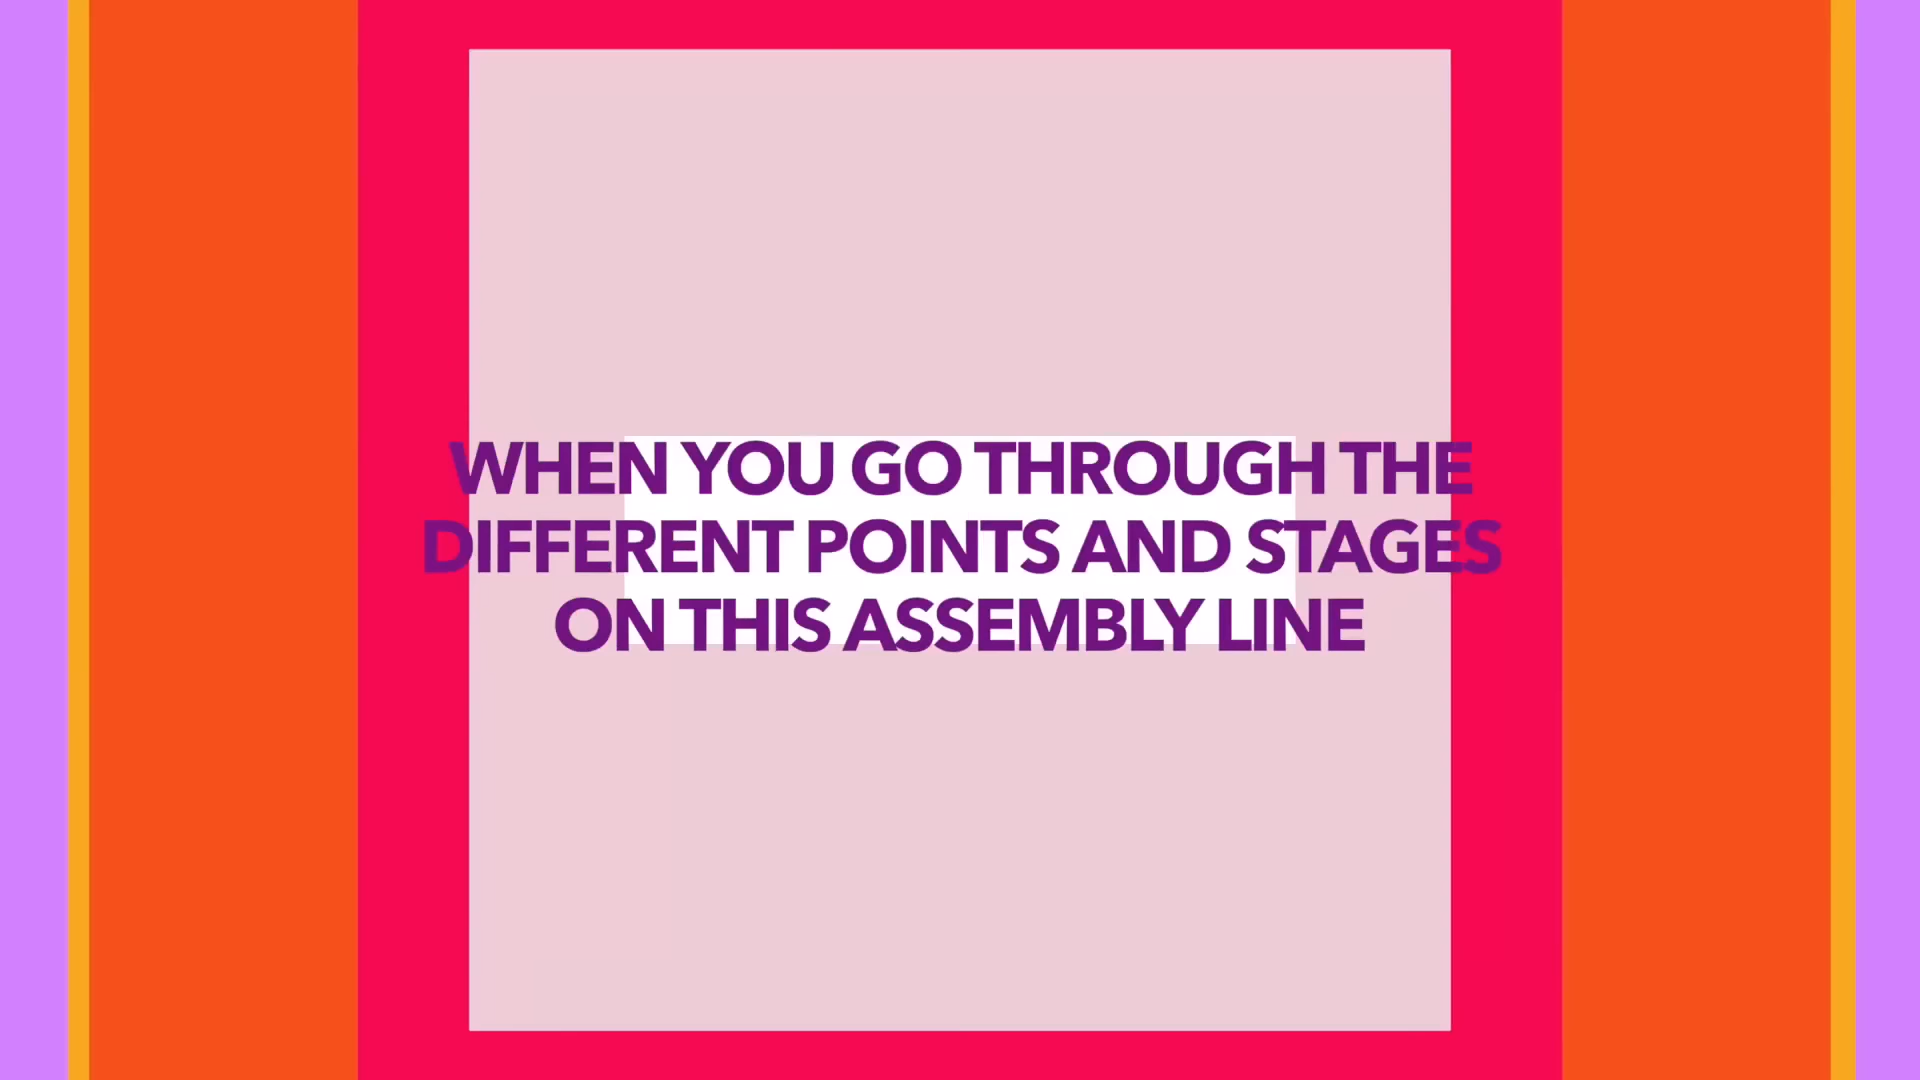 WHEN YOU GO THROUGH THE
DIFFERENT POINTS AND STAGES
ON THIS ASSEMBLY LINE